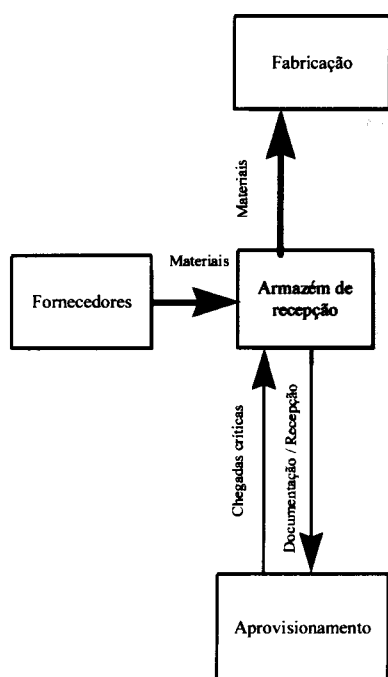 Fabricação
Materiais
Materiais
Fornecedores
Armazém de
recepção
Chegadas críticas
Documentação / Recepção
Aprovisionamento